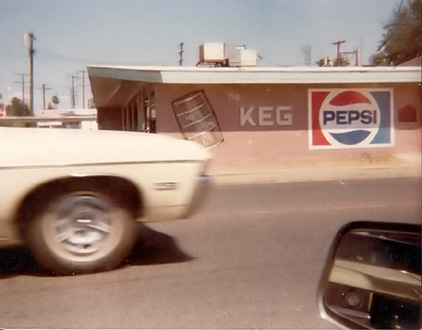 THE
KEG
PEPSI